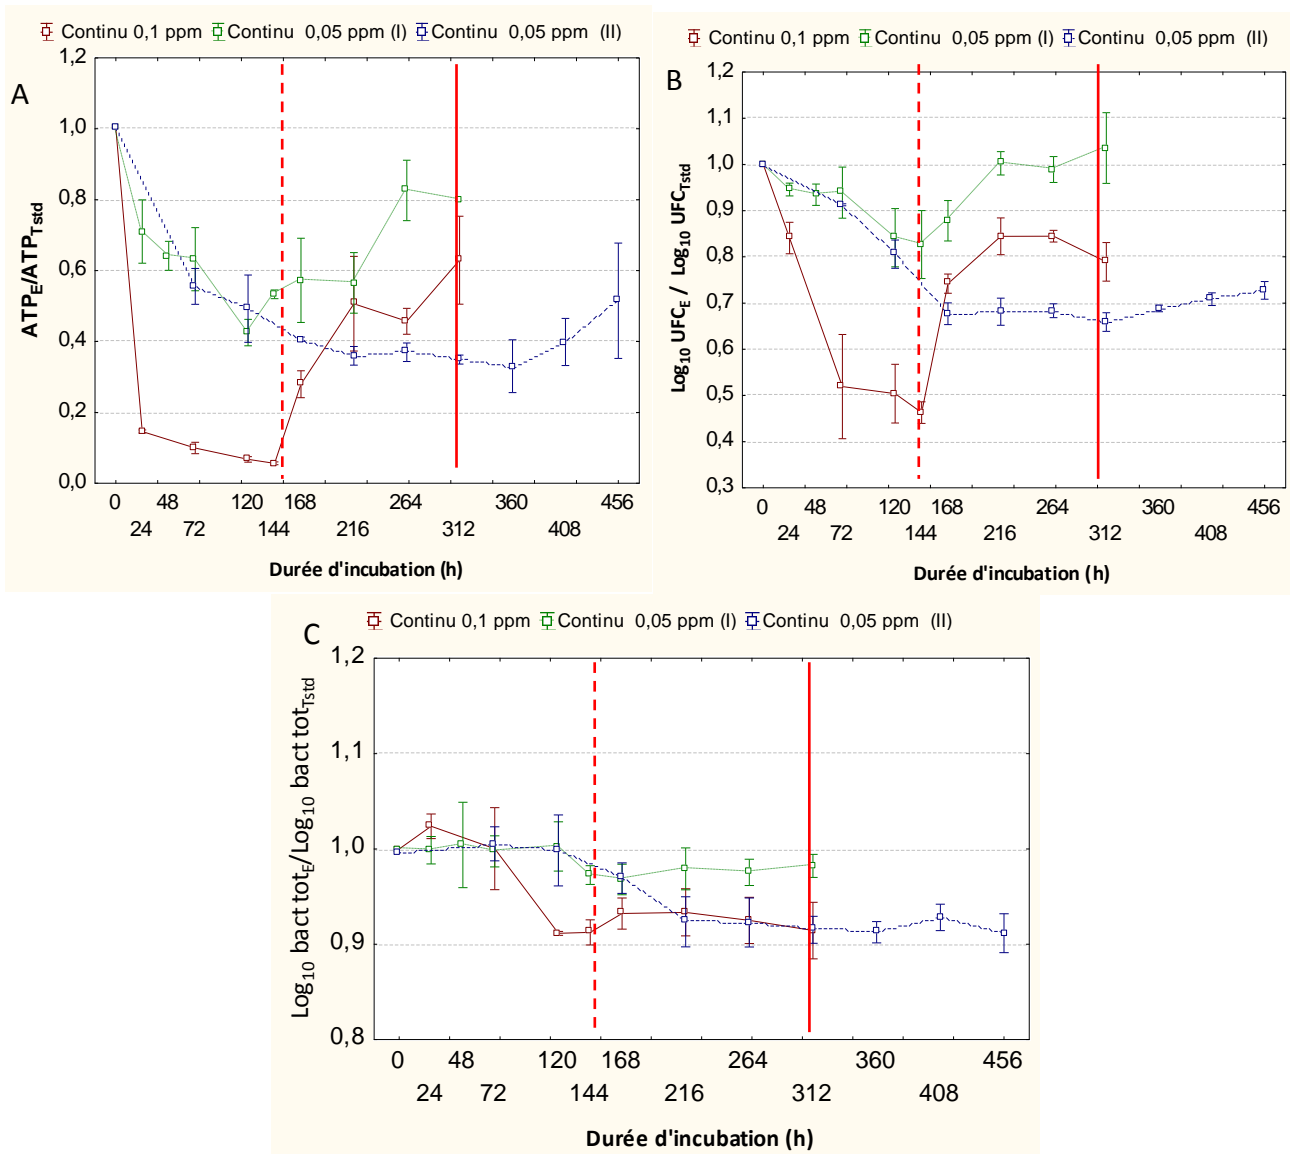 Continu 0,1 ppm Continu 0,05 ppm (I) Continu 0,05 ppm (II)
A
ATP_E/ATP_Tstd
1,2
1,0
0,8
0,6
0,4
0,2
0,0
0 48 120 168 264 360 456
24 72 144 216 312 408
Durée d'incubation (h)
Continu 0,1 ppm Continu 0,05 ppm (I) Continu 0,05 ppm (II)
B
Log10 UFC_E / Log10 UFC_Tstd
1,2
1,1
1,0
0,9
0,8
0,7
0,6
0,5
0,4
0,3
0 48 120 168 264 360 456
24 72 144 216 312 408
Durée d'incubation (h)
Continu 0,1 ppm Continu 0,05 ppm (I) Continu 0,05 ppm (II)
C
Log10 bact tot_E/Log10 bact tot_Tstd
1,2
1,1
1,0
0,9
0,8
0 48 120 168 264 360 456
24 72 144 216 312 408
Durée d'incubation (h)